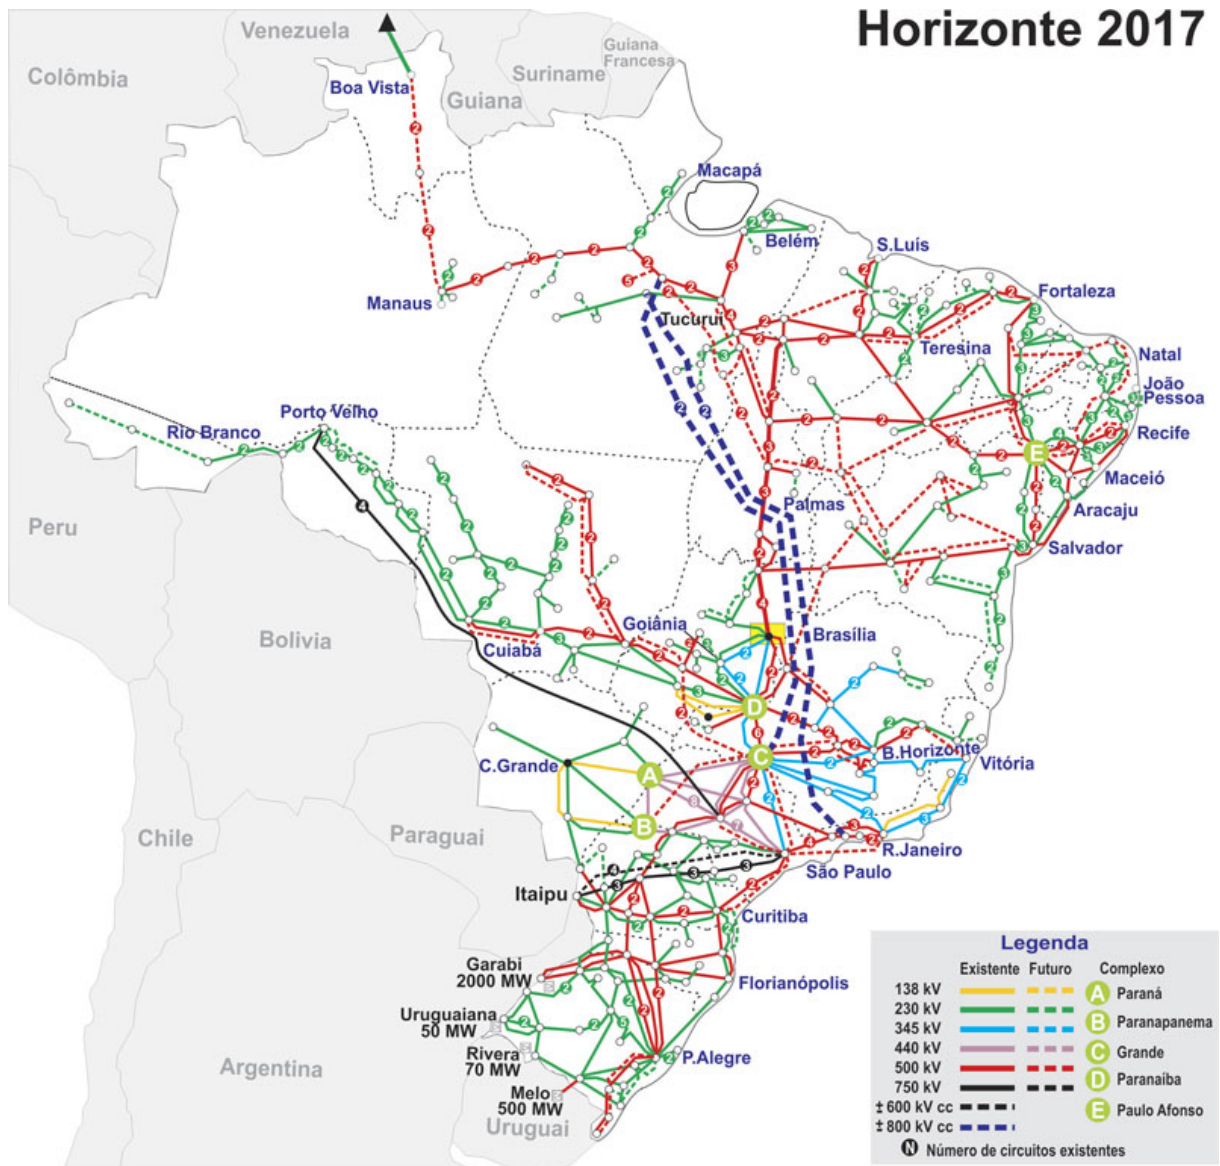 Horizonte 2017
Venezuela
Guiana
Francesa
Suriname
Colômbia
Boa Vista
Guiana
Macapá
Belém
S.Luís
Manaus
Fortaleza
Tucuruí
Teresina
Natal
João
Pessoa
Porto Velho
Rio Branco
Recife
E
Maceió
Palmas
Aracaju
Peru
Salvador
Bolivia
Goiânia
Brasília
Cuiabá
D
B.Horizonte
Vitória
C.Grande
A
C
B
Chile
Paraguai
R.Janeiro
São Paulo
Itaipu
Curitiba
Garabi
2000 MW
Florianópolis
Uruguaiana
50 MW
Rivera
70 MW
P.Alegre
Argentina
Melo
500 MW
Uruguai
Legenda
Existente Futuro Complexo
138 kV A Paraná
230 kV
345 kV B Paranapanema
440 kV C Grande
500 kV
750 kV D Paranaíba
±600 kV cc E Paulo Afonso
±800 kV cc
N Número de circuitos existentes